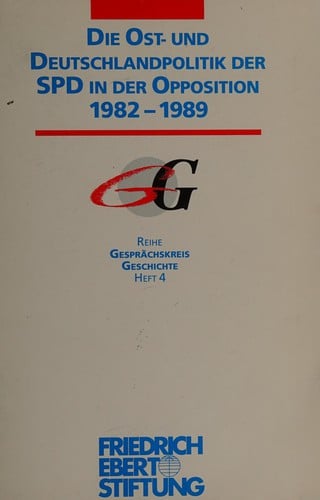 DIE OST- UND
DEUTSCHLANDPOLITIK DER
SPD IN DER OPPOSITION
1982 – 1989
GG
REIHE
GESPRÄCHSKREIS
GESCHICHTE
HEFT 4
FRIEDRICH
EBERT
STIFTUNG